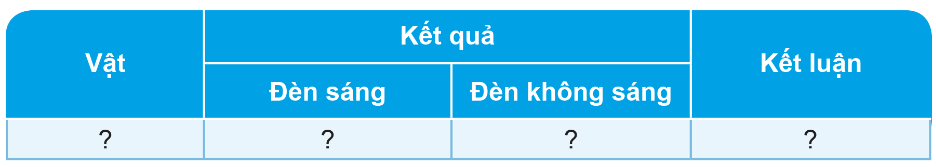 Vật
Kết quả
Kết luận
Đèn sáng
Đèn không sáng
? ? ? ?